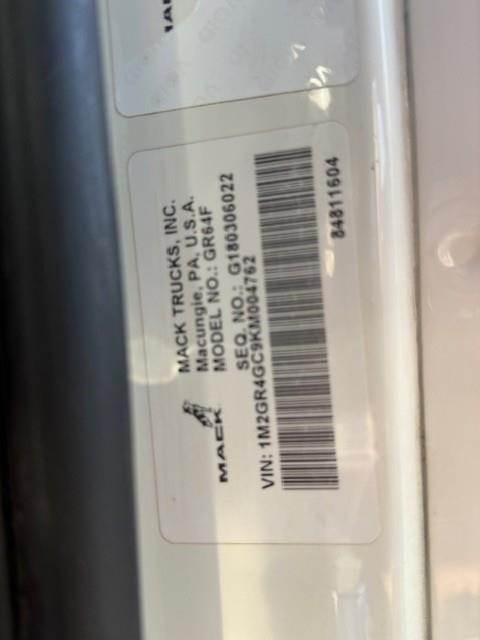 MACK
MACK TRUCKS, INC.
Macungie, PA, U.S.A.
MODEL NO.: GR64F
SEQ. NO.: G180306022
VIN: 1M2GR4GC9KM004762
84811604